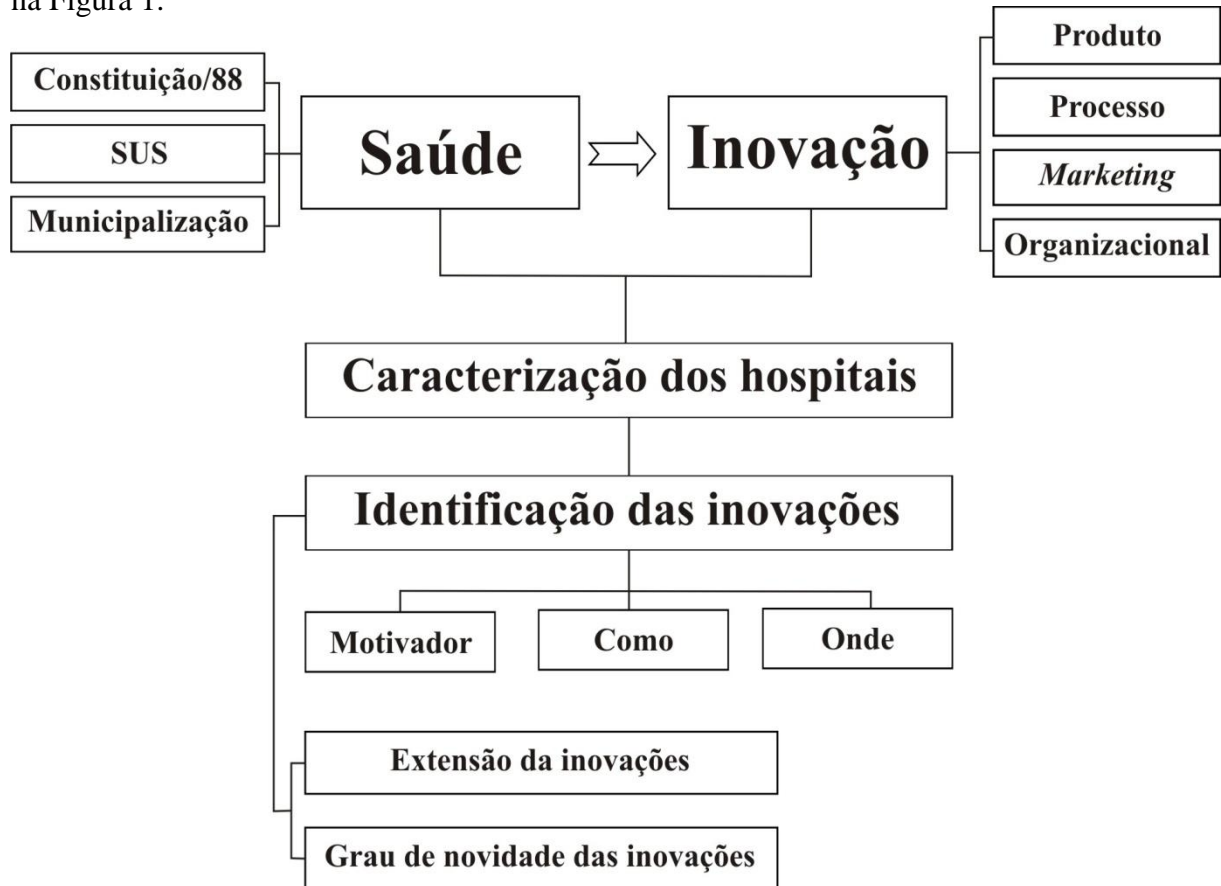 na Figura 1.
Constituição/88
SUS
Municipalização
Saúde
Inovação
Produto
Processo
Marketing
Organizacional
Caracterização dos hospitais
Identificação das inovações
Motivador
Como
Onde
Extensão da inovações
Grau de novidade das inovações